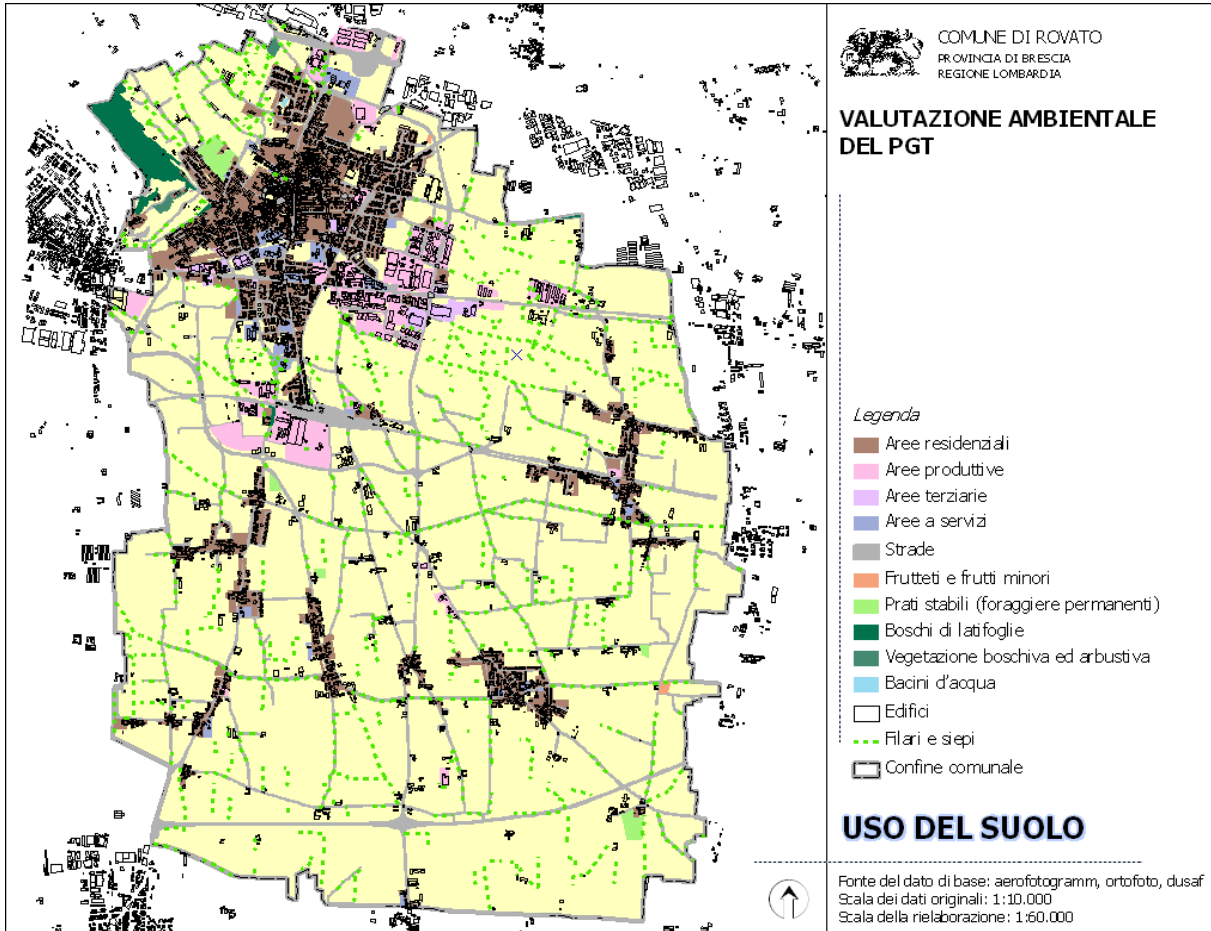 COMUNE DI ROVATO
PROVINCIA DI BRESCIA
REGIONE LOMBARDIA
VALUTAZIONE AMBIENTALE
DEL PGT
Legenda
Aree residenziali
Aree produttive
Aree terziarie
Aree a servizi
Strade
Frutteti e frutti minori
Prati stabili (foraggiere permanenti)
Boschi di latifoglie
Vegetazione boschiva ed arbustiva
Bacini d'acqua
Edifici
Filari e siepi
Confine comunale
USO DEL SUOLO
Fonte del dato di base: aerofotogramm, ortofoto, dusaf
Scala dei dati originali: 1:10.000
Scala della rielaborazione: 1:60.000